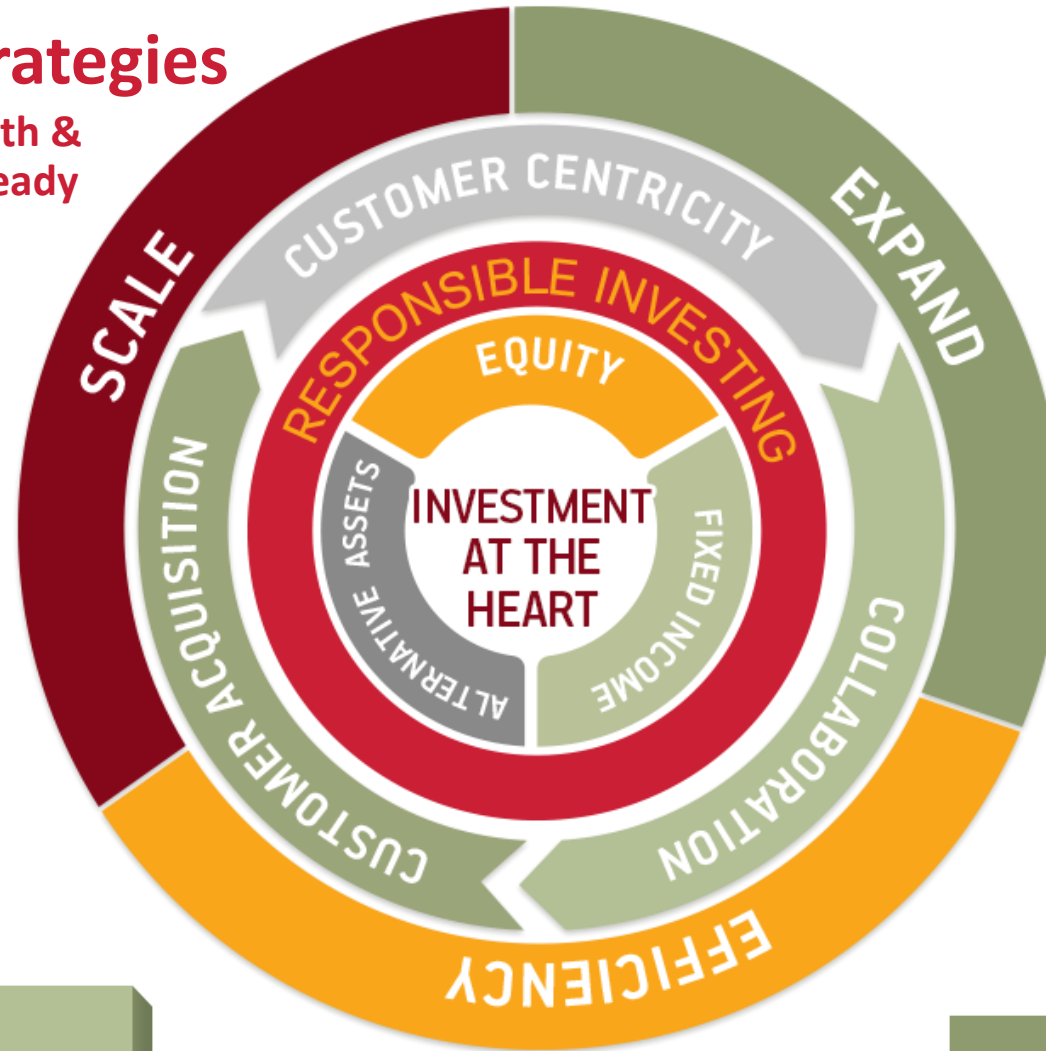 rategies
th &
eady
SCALE
EXPAND
EFFICIENCY
CUSTOMER CENTRICITY
COLLABORATION
CUSTOMER ACQUISITION
RESPONSIBLE INVESTING
EQUITY
FIXED INCOME
ALTERNATIVE ASSETS
INVESTMENT
AT THE
HEART